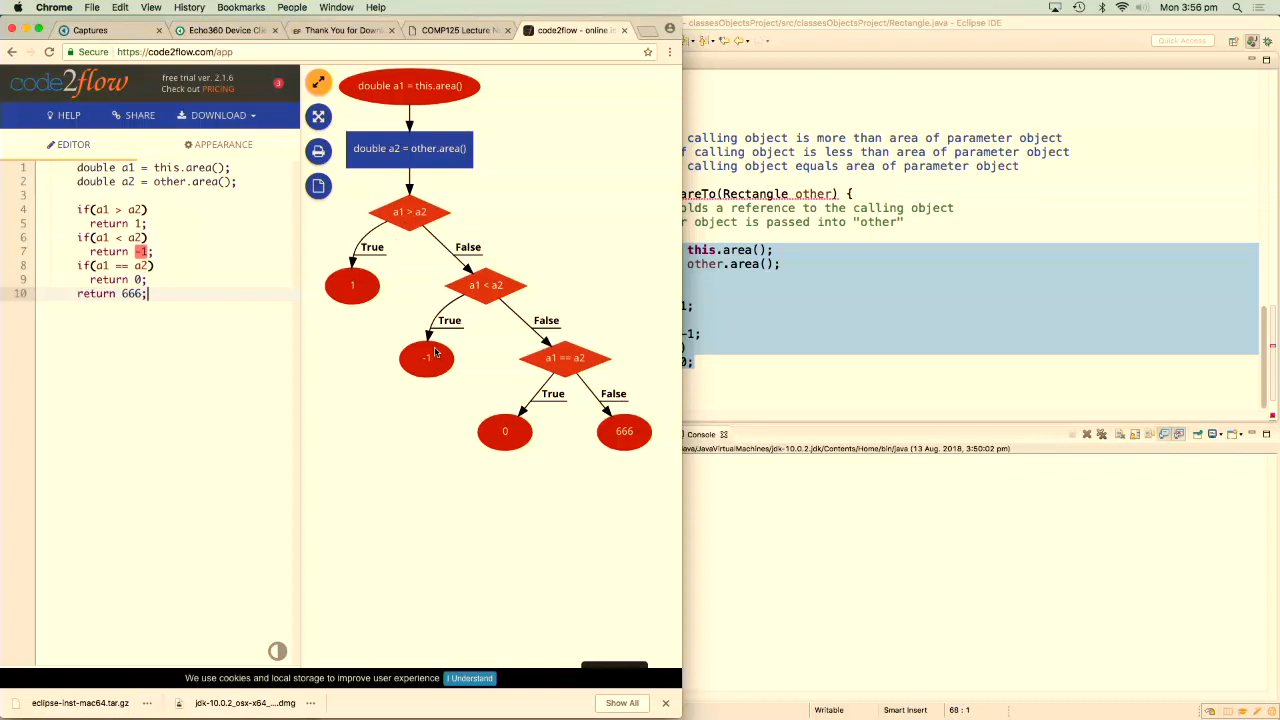 Chrome File Edit View History Bookmarks People Window Help
Mon 3:56 pm
Captures
Echo360 Device Cli
Thank You for Downl
COMP125 Lecture No
code2flow - online in
classesObjectsProject/src/classesObjectsProject/Rectangle.java - Eclipse IDE
Secure https://code2flow.com/app
Quick Access
code2flow
free trial ver. 2.1.6
Check out PRICING
3
HELP SHARE DOWNLOAD
EDITOR APPEARANCE
1 double a1 = this.area();
2 double a2 = other.area();
3
4 if(a1 > a2)
5 return 1;
6 if(a1 < a2)
7 return -1;
8 if(a1 == a2)
9 return 0;
10 return 666;
double a1 = this.area()
double a2 = other.area()
a1 > a2
True False
1
a1 < a2
True False
-1
a1 == a2
True False
0
666
calling object is more than area of parameter object
f calling object is less than area of parameter object
calling object equals area of parameter object
areTo(Rectangle other) {
olds a reference to the calling object
r object is passed into "other"
this.area();
other.area();
1;
-1;
)
0;
Console
ava/JavaVirtualMachines/jdk-10.0.2.jdk/Contents/Home/bin/java (13 Aug. 2018, 3:50:02 pm)
We use cookies and local storage to improve user experience I Understand
eclipse-inst-mac64.tar.gz
jdk-10.0.2_osx-x64_....dmg
Show All
Writable Smart Insert 68 : 1